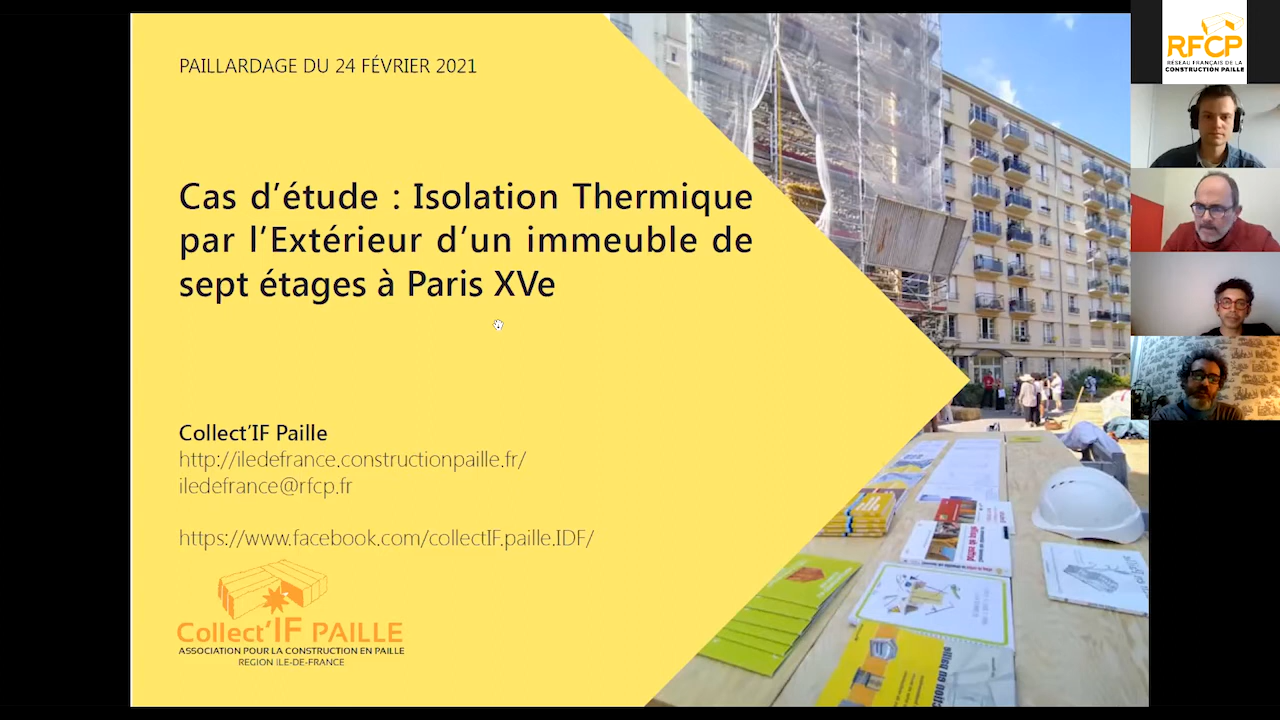 PAILLARDAGE DU 24 FÉVRIER 2021
Cas d'étude : Isolation Thermique
par l'Extérieur d'un immeuble de
sept étages à Paris XVe
Collect'IF Paille
http://iledefrance.constructionpaille.fr/
iledefrance@rfcp.fr
https://www.facebook.com/collectIF.paille.IDF/
Collect'IF PAILLE
ASSOCIATION POUR LA CONSTRUCTION EN PAILLE
REGION ILE-DE-FRANCE
RFCP
RÉSEAU FRANÇAIS DE LA
CONSTRUCTION PAILLE